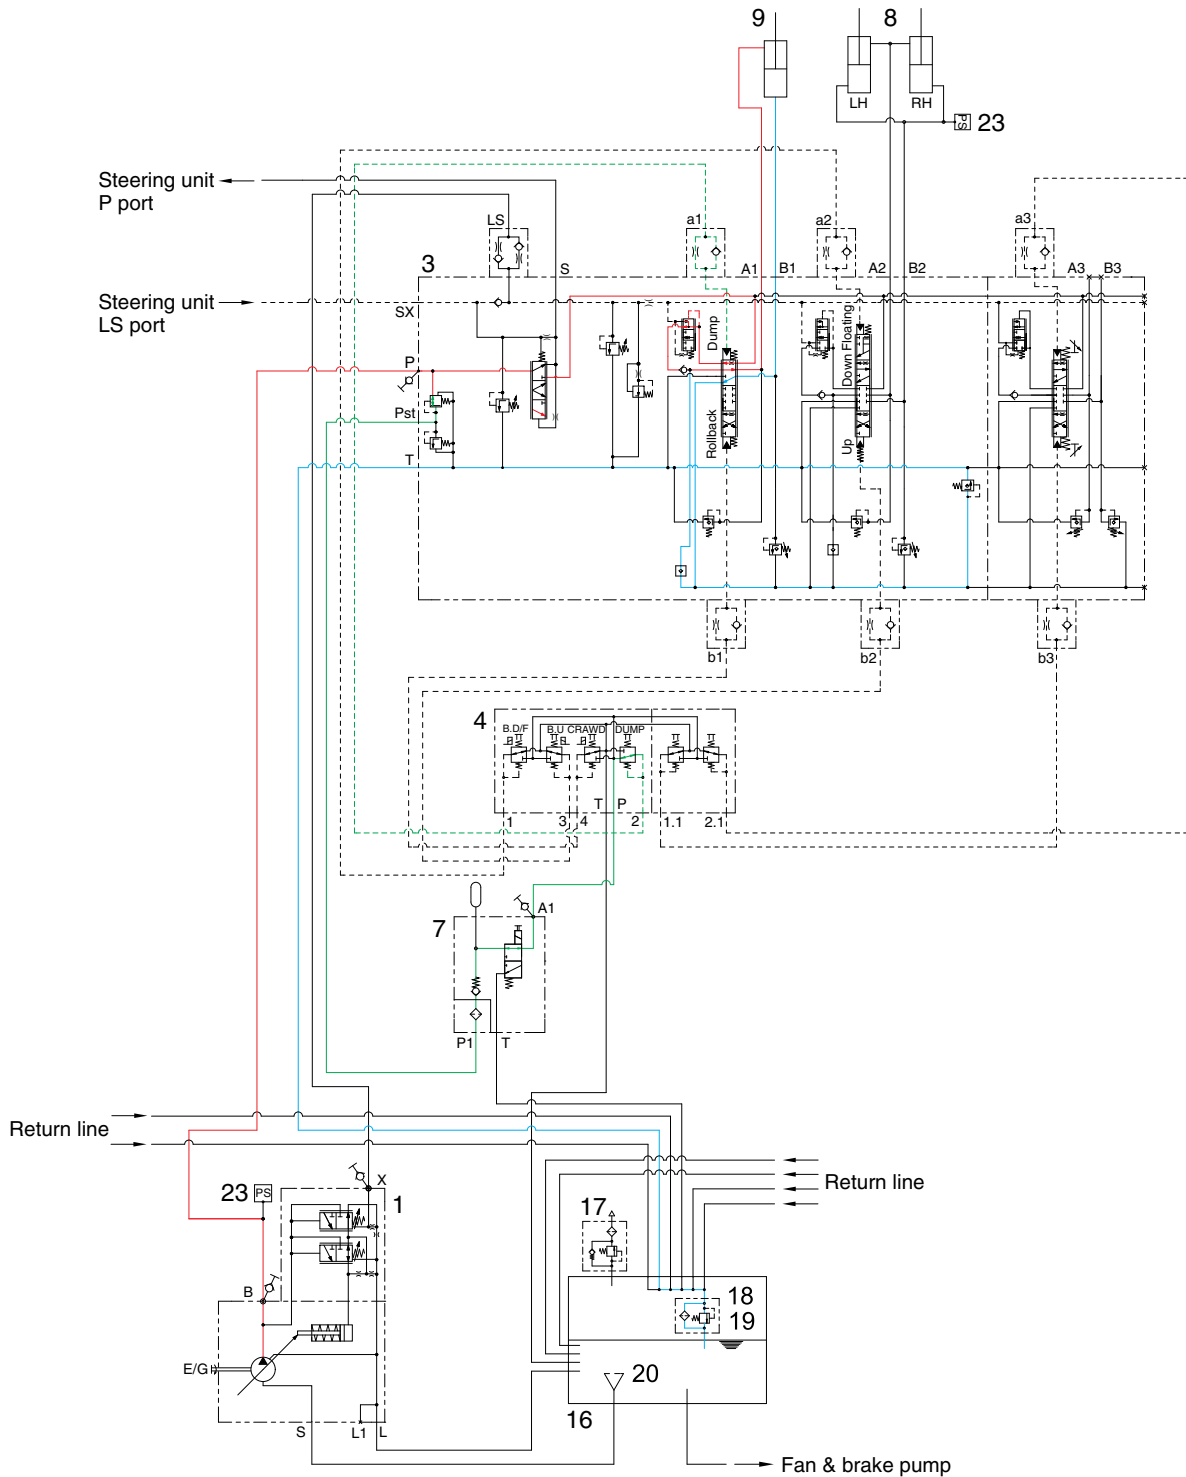 9
8
LH
RH
PS
23
Steering unit
P port
LS
a1
a2
a3
3
S
A1
B1
A2
B2
A3
B3
Steering unit
LS port
SX
Dump
Down Floating
P
Pst
Rollback
Up
T
b1
b2
b3
4
B.D/F
B.U
CRAWD
DUMP
T
P
1
3
4
2
1.1
2.1
7
A1
P1
T
Return line
Return line
23
PS
X
1
17
B
18
19
E/G
20
16
S
L1
L
Fan & brake pump